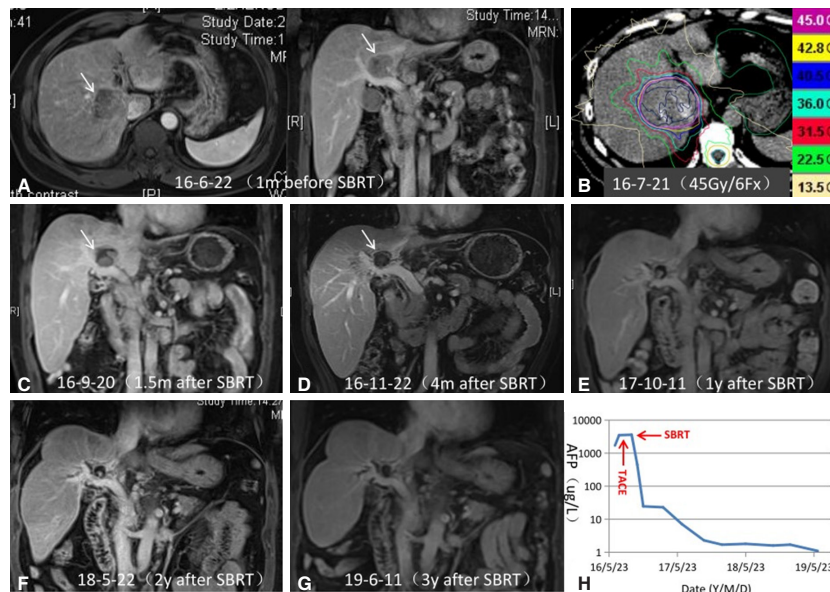 :41
[A]
Study Date:2
Study Time:1
MF
[R]
th contrast
[P]
A
16-6-22 （1m before SBRT）
Study Time:14...
MRN:
[R]
[L]
B
16-7-21（45Gy/6Fx）
45.0
42.8
40.5
36.0
31.5
22.5
13.5
R]
[
C
16-9-20（1.5m after SBRT）
[L]
D
16-11-22（4m after SBRT）
E
17-10-11（1y after SBRT）
Study Time:14.2
F
18-5-22（2y after SBRT）
G
19-6-11（3y after SBRT）
H
AFP（ug/L）
10000
1000
100
10
1
SBRT
TACE
16/5/23
17/5/23
18/5/23
19/5/23
Date (Y/M/D)